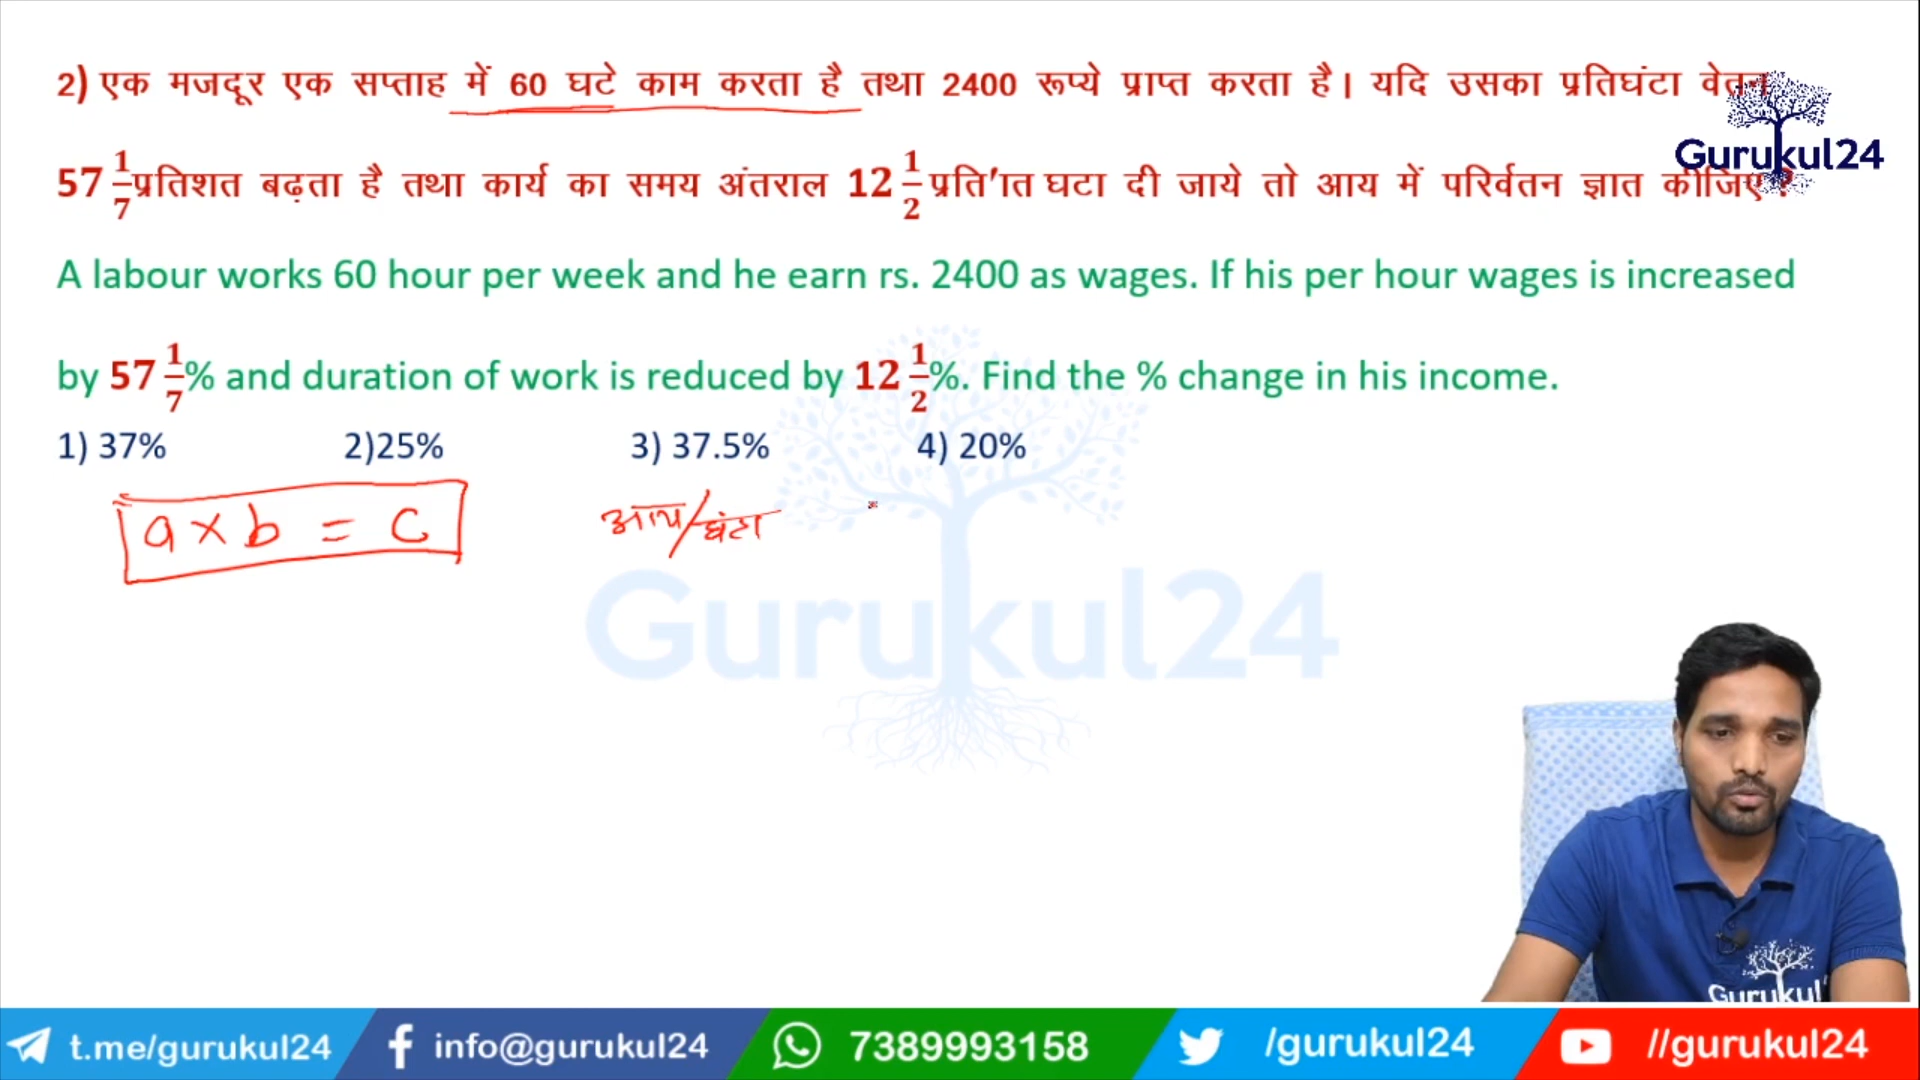 2) एक मजदूर एक सप्ताह में 60 घटे काम करता है तथा 2400 रूप्ये प्राप्त करता है। यदि उसका प्रतिघंटा वेतन
57 1/7 प्रतिशत बढ़ता है तथा कार्य का समय अंतराल 12 1/2 प्रति'ात घटा दी जाये तो आय में परिर्वतन ज्ञात कीजिए ?
Gurukul24
A labour works 60 hour per week and he earn rs. 2400 as wages. If his per hour wages is increased
by 57 1/7% and duration of work is reduced by 12 1/2%. Find the % change in his income.
1) 37% 2)25% 3) 37.5% 4) 20%
a × b = c आय/घंटा
Gurukul24
Gurukul
t.me/gurukul24 info@gurukul24 7389993158 /gurukul24 //gurukul24